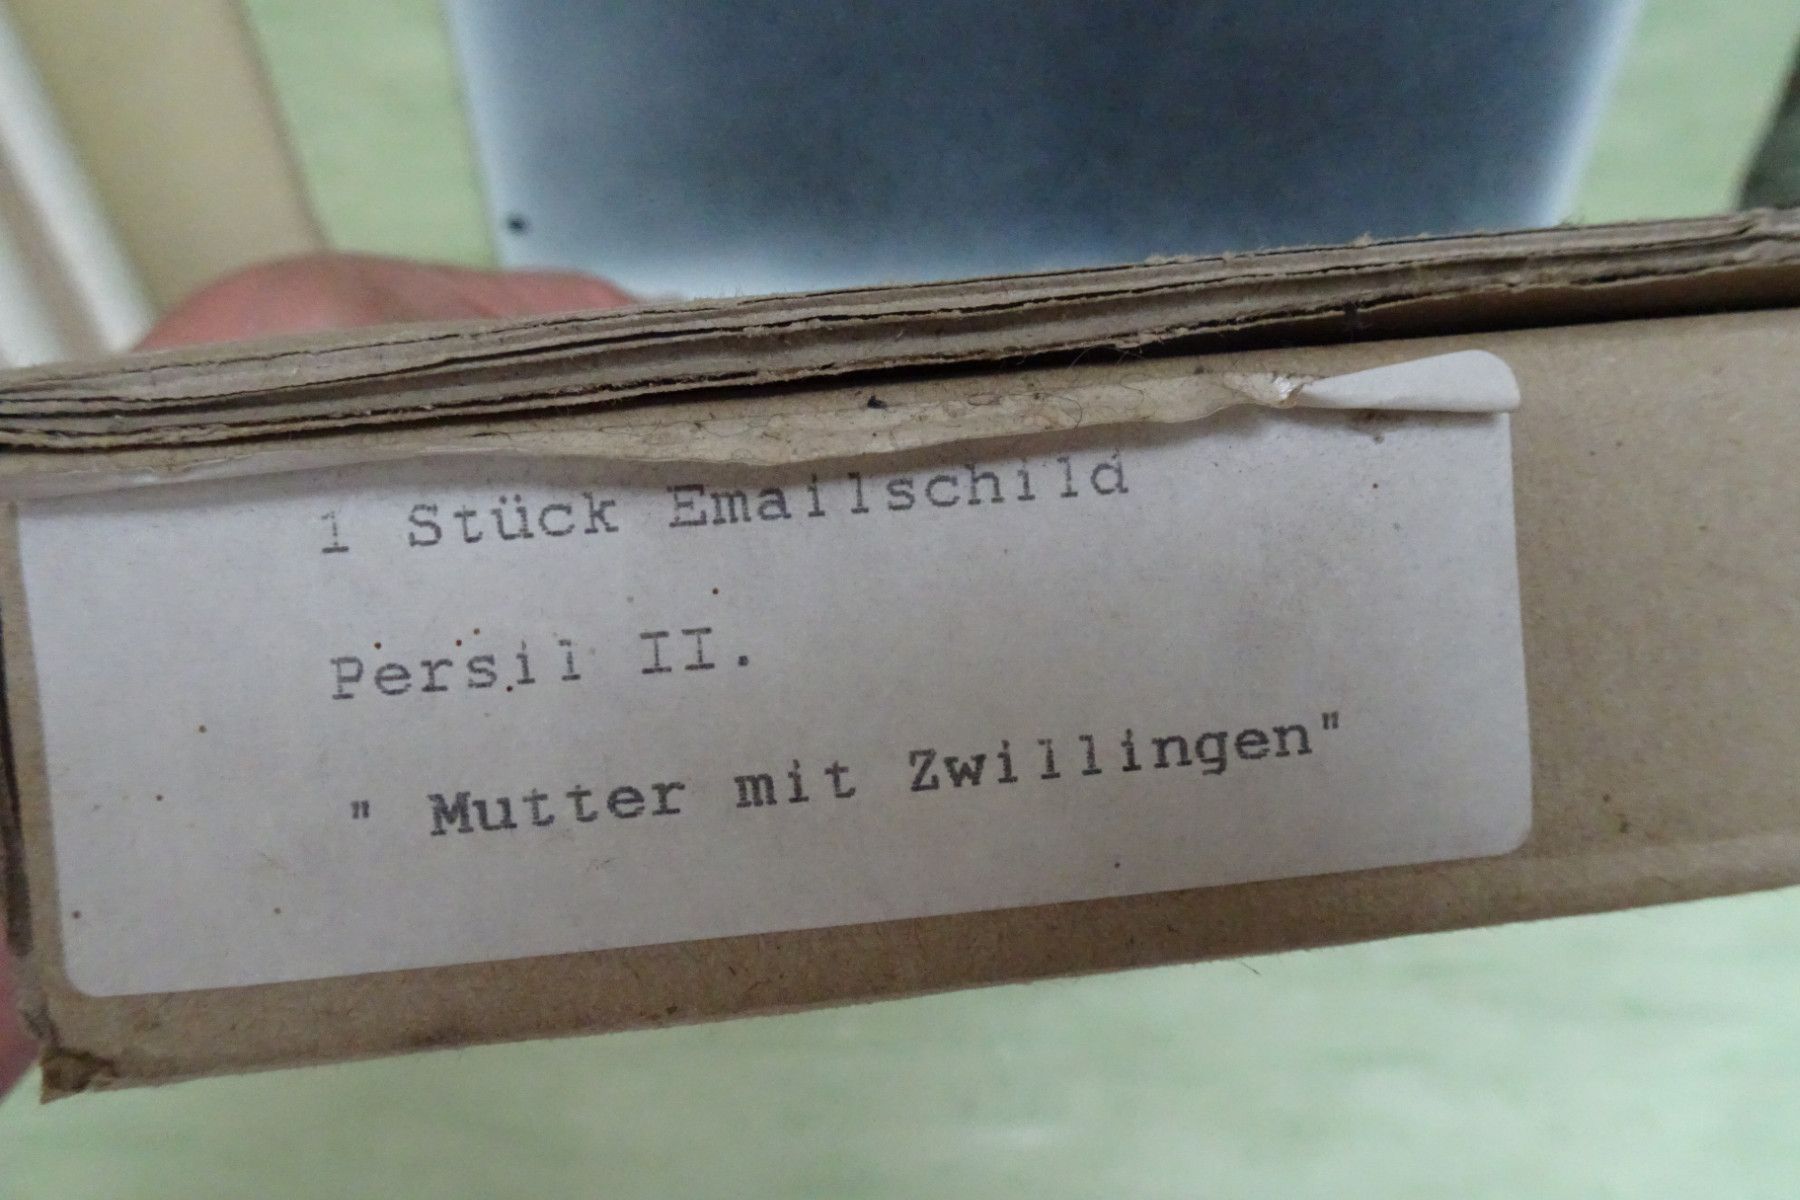 1 Stück Emailschild
Persil II.
" Mutter mit Zwillingen"